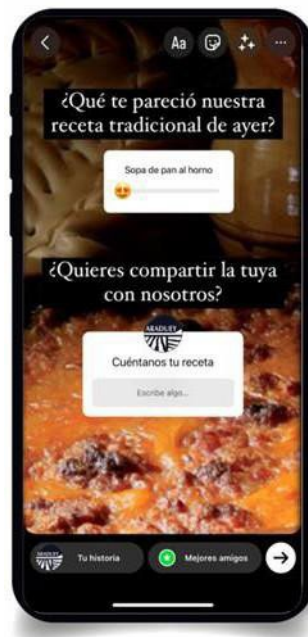 Aa
¿Qué te pareció nuestra
receta tradicional de ayer?
Sopa de pan al horno
¿Quieres compartir la tuya
con nosotros?
ARADUEY
Cuéntanos tu receta
Escribe algo...
ARADUEY
Tu historia
Mejores amigos